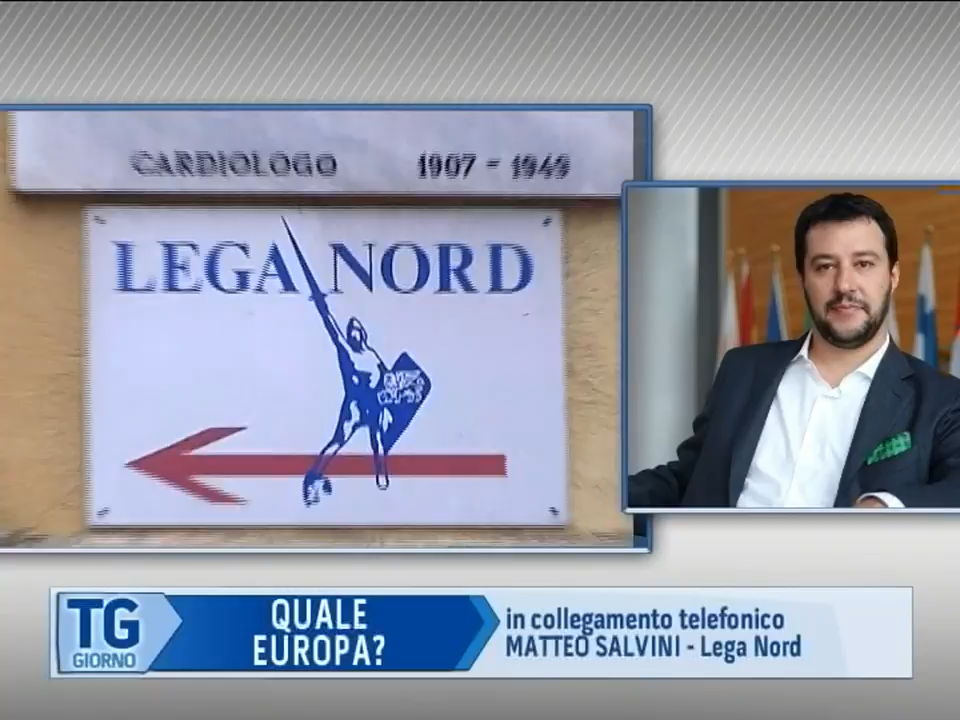 CARDIOLOGO 1907 - 1949
LEGA NORD
TG
GIORNO
QUALE
EUROPA?
in collegamento telefonico
MATTEO SALVINI - Lega Nord